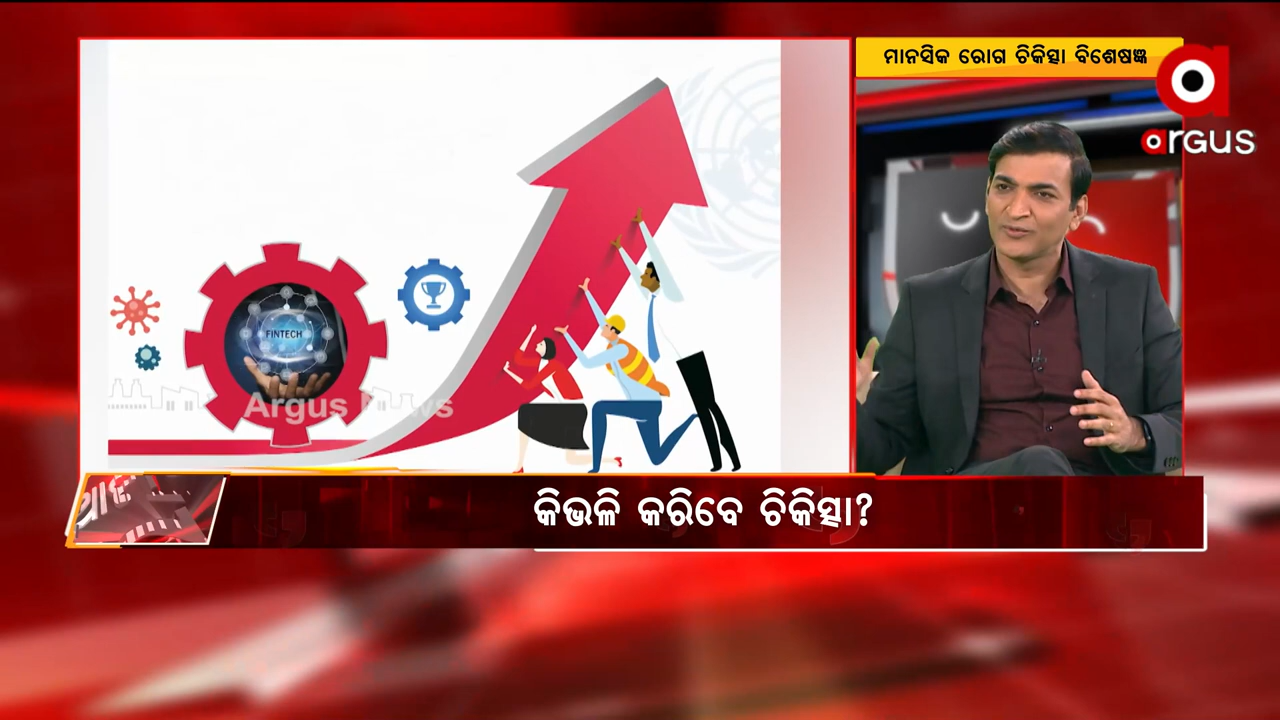 ମାନସିକ ରୋଗ ଚିକିତ୍ସା ବିଶେଷଜ୍ଞ
argus
FINTECH
Argus News
କିଭଳି କରିବେ ଚିକିତ୍ସା?